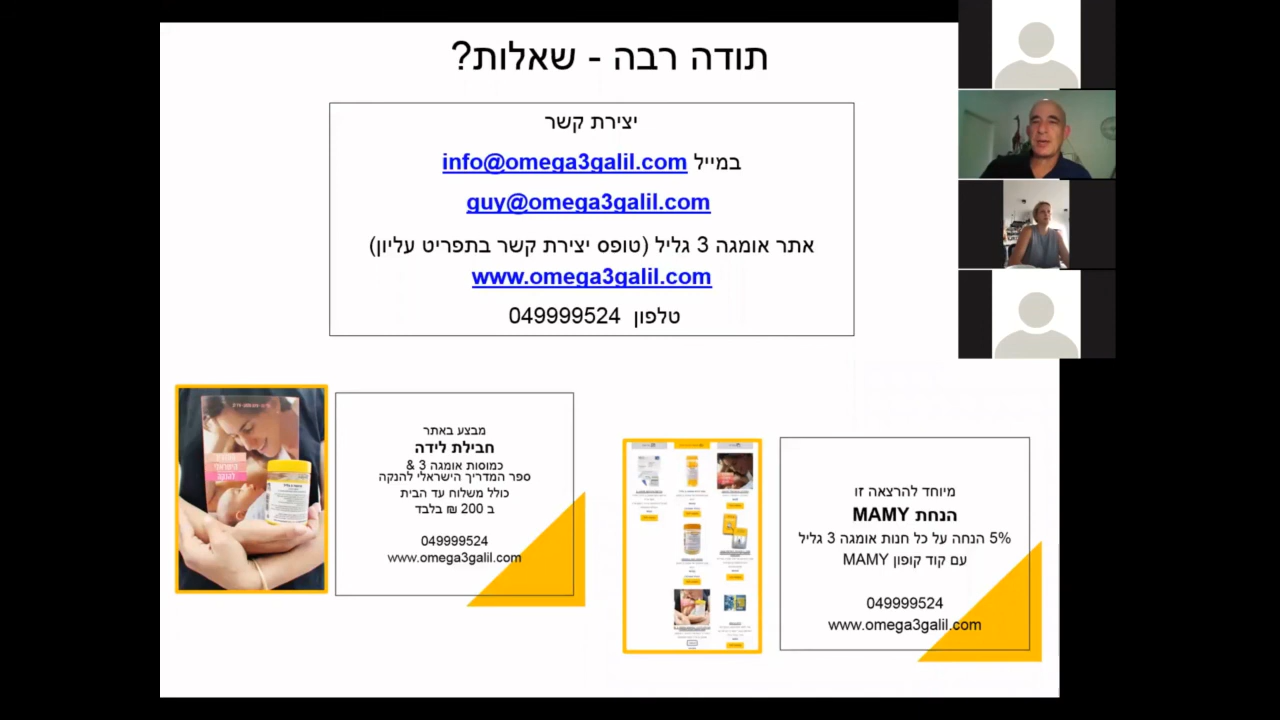 תודה רבה - שאלות?
יצירת קשר
במייל info@omega3galil.com
guy@omega3galil.com
אתר אומגה 3 גליל (טופס יצירת קשר בתפריט עליון)
www.omega3galil.com
טלפון 049999524
מבצע באתר
חבילת לידה
כמוסות אומגה 3 &
ספר המדריך הישראלי להנקה
כולל משלוח עד הבית
ב 200 ₪ בלבד
049999524
www.omega3galil.com
מיוחד להרצאה זו
הנחת MAMY
5% הנחה על כל חנות אומגה 3 גליל
עם קוד קופון MAMY
049999524
www.omega3galil.com